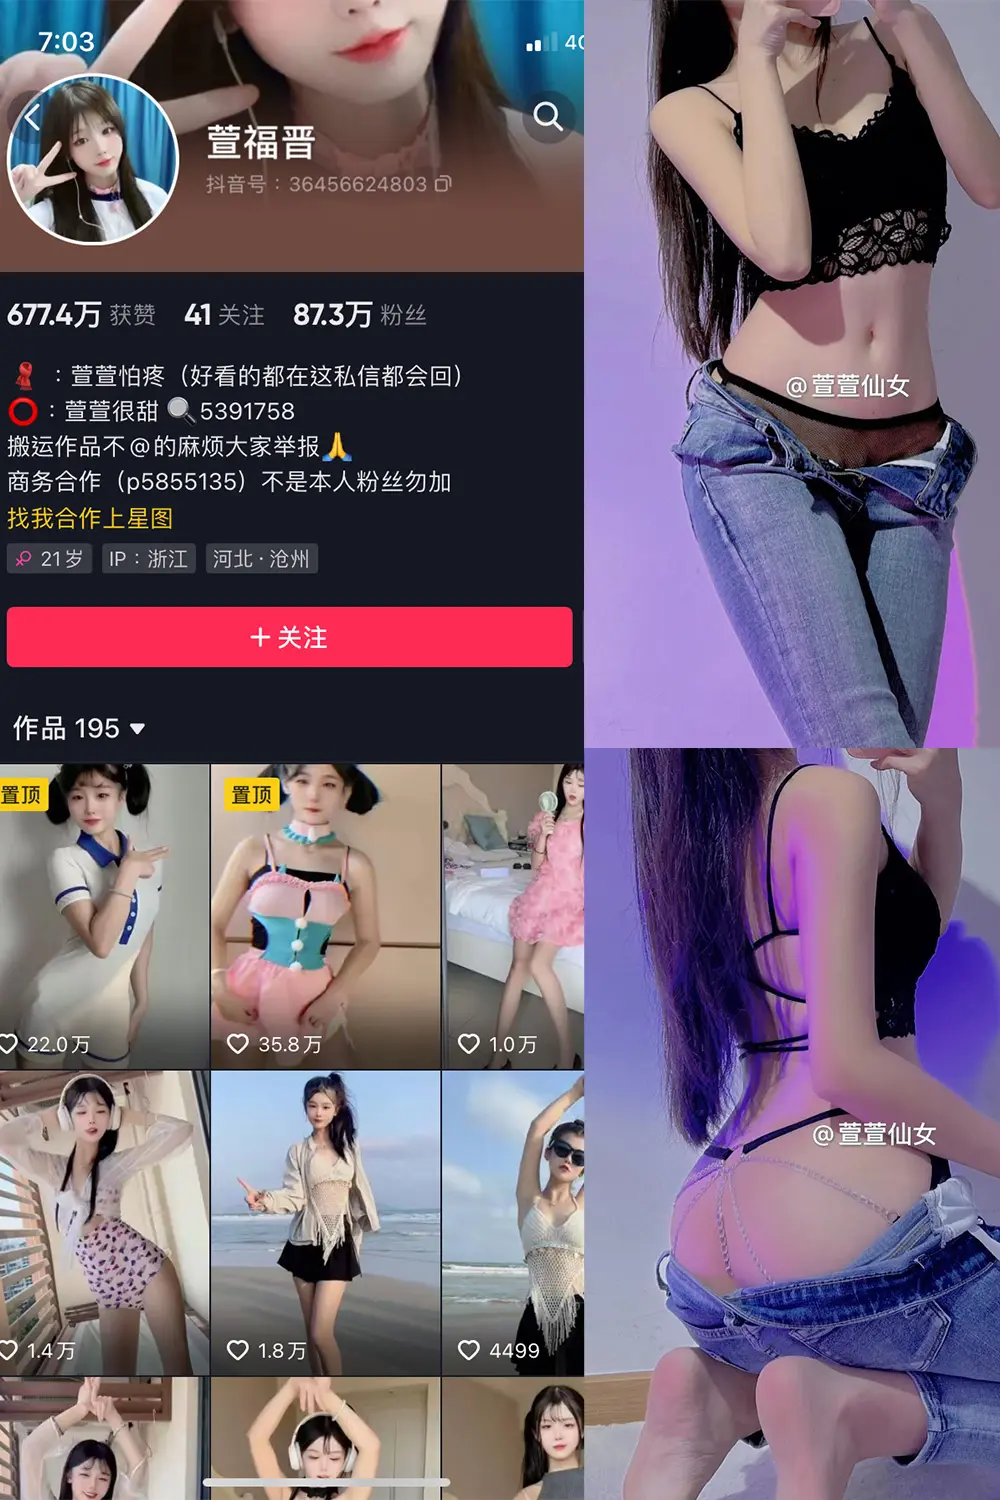 7:03
4G
萱福晋
抖音号：36456624803
677.4万 获赞 41 关注 87.3万 粉丝
：萱萱怕疼（好看的都在这私信都会回）
：萱萱很甜 5391758
搬运作品不@的麻烦大家举报
商务合作（p5855135）不是本人粉丝勿加
找我合作上星图
21岁 IP：浙江 河北·沧州
＋关注
作品 195
置顶
置顶
22.0万
35.8万
1.0万
1.4万
1.8万
4499
@萱萱仙女
@萱萱仙女